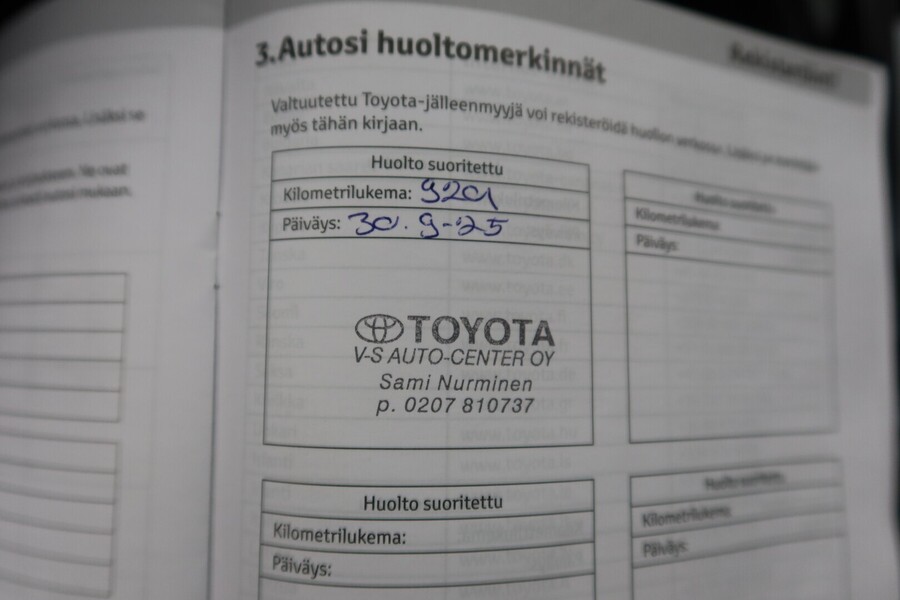 3. Autosi huoltomerkinnät
Valtuutettu Toyota-jälleenmyyjä voi rekisteröidä huollon
myös tähän kirjaan.
Huolto suoritettu
Kilometrilukema: 9201
Päiväys: 30.9-25
TOYOTA
V-S AUTO-CENTER OY
Sami Nurminen
p. 0207 810737
Huolto suoritettu
Kilometrilukema:
Päiväys:
Huolto suoritettu
Kilometrilukema:
Päiväys:
Huolto suoritettu
Kilometrilukema:
Päiväys: